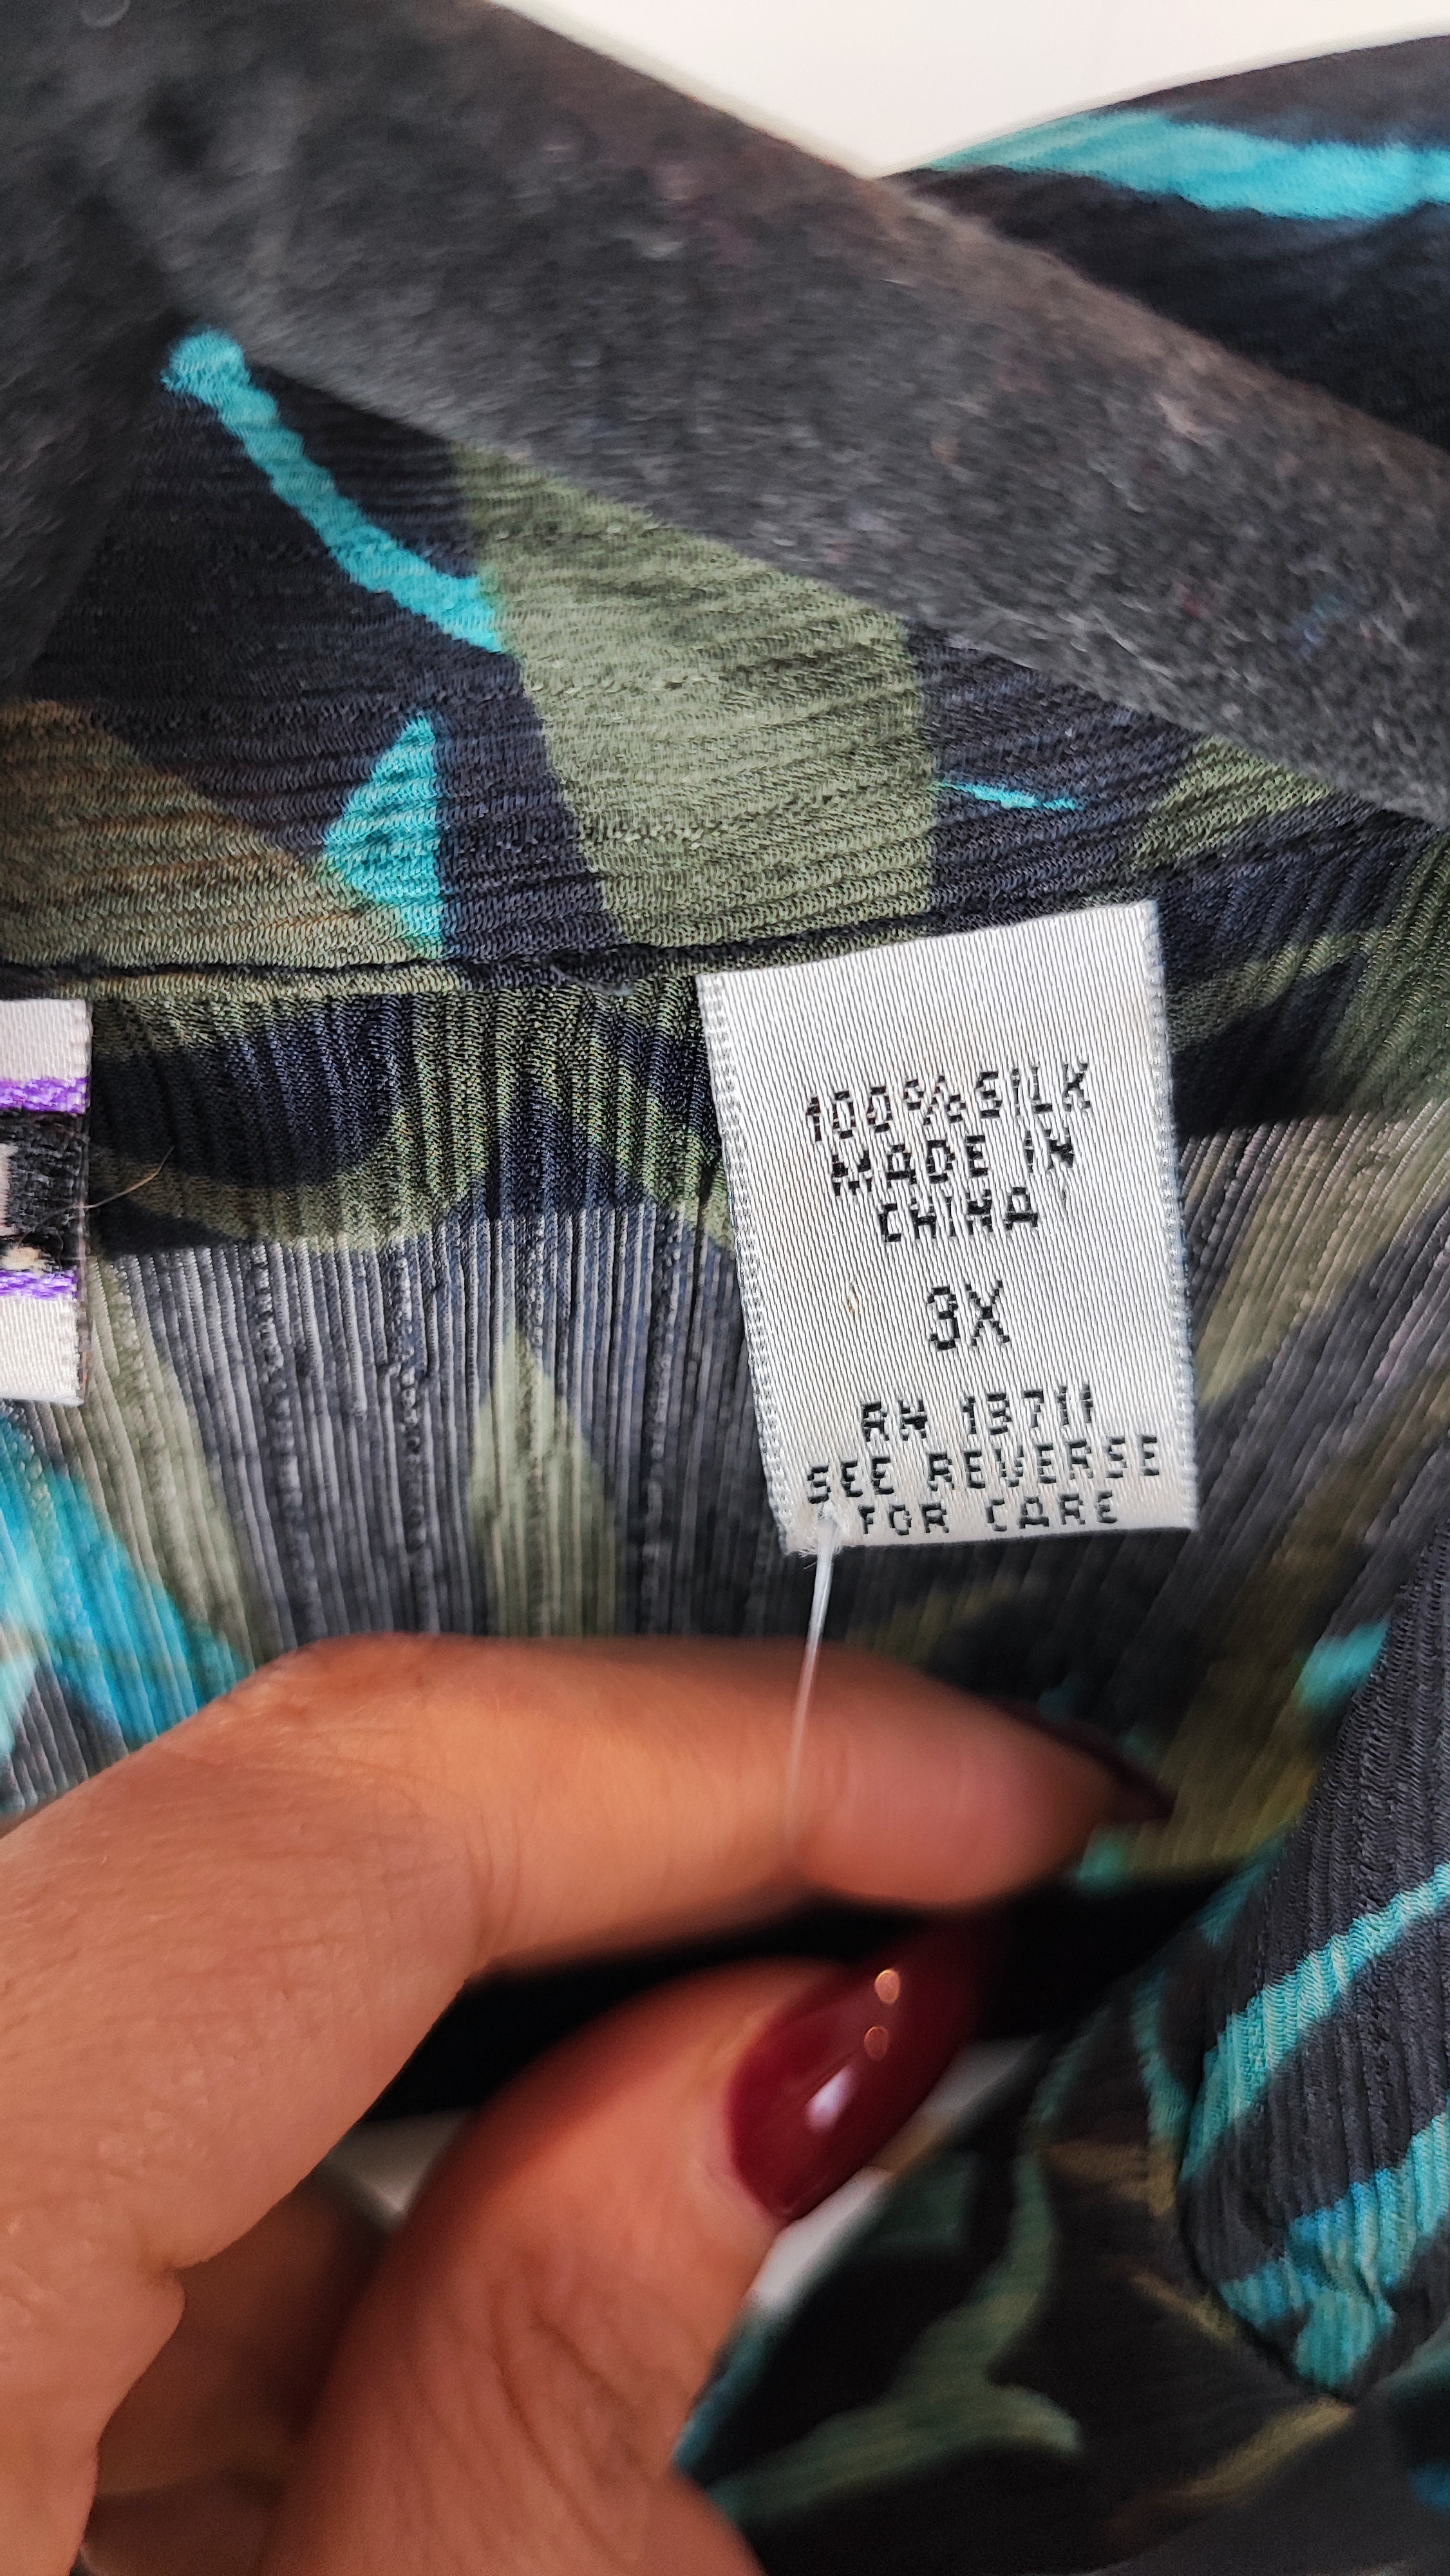 100% SILK
MADE IN
CHINA
3X
RN 13711
SEE REVERSE
FOR CARE